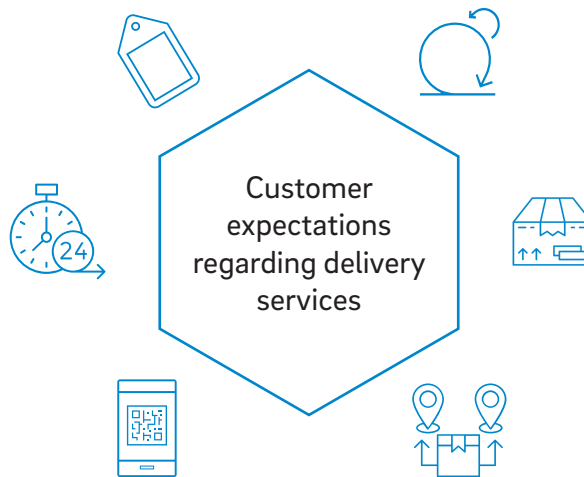 Customer
expectations
regarding delivery
services
24